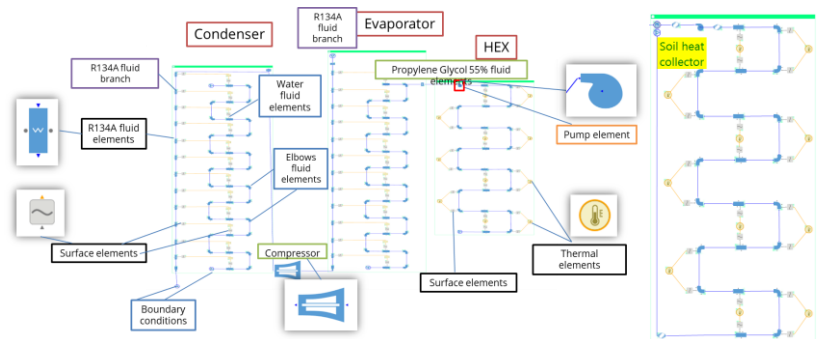 Condenser
R134A fluid
branch
Evaporator
HEX
R134A fluid
branch
Propylene Glycol 55% fluid
elements
Soil heat
collector
Water
fluid
elements
R134A fluid
elements
Pump element
Elbows
fluid
elements
Surface elements
Compressor
Thermal
elements
Surface elements
Boundary
conditions